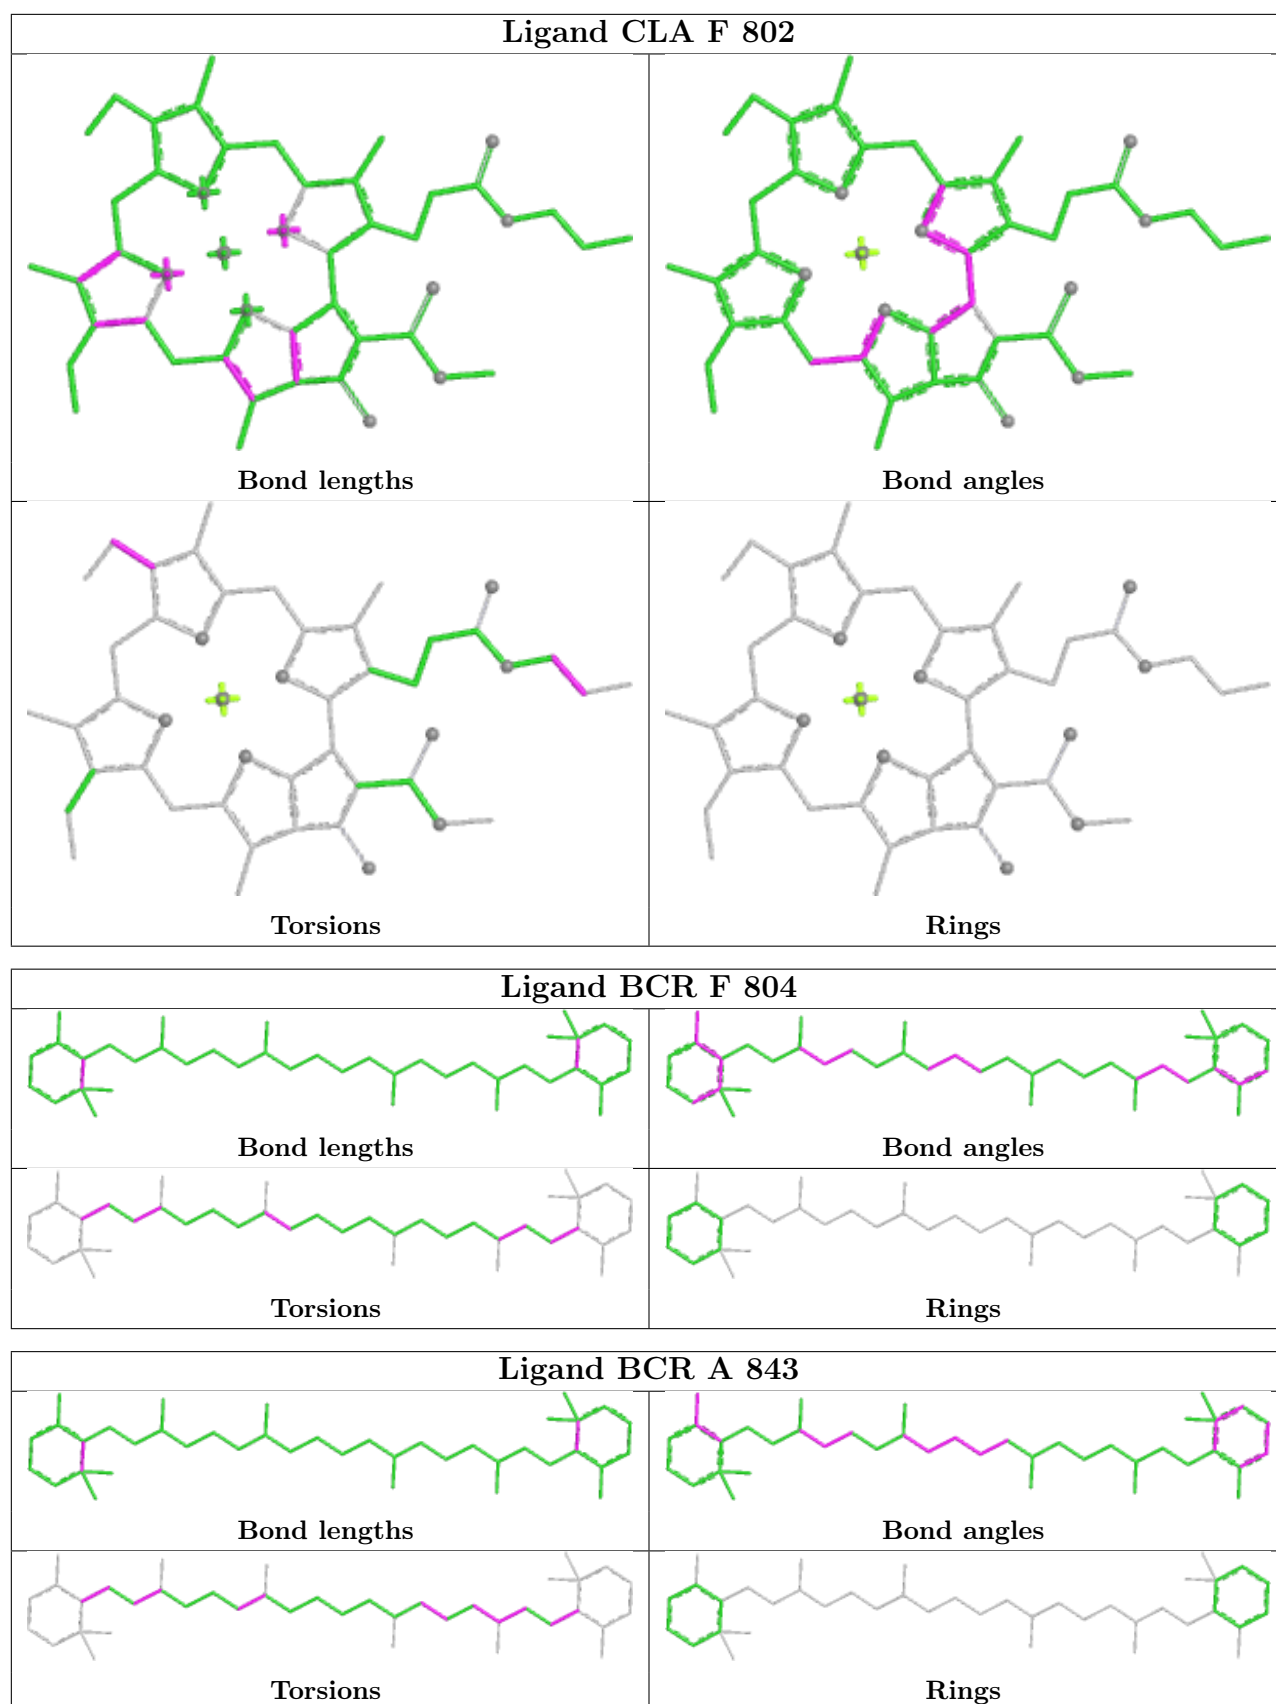 Ligand CLA F 802
Bond lengths
Bond angles
Torsions
Rings
Ligand BCR F 804
Bond lengths
Bond angles
Torsions
Rings
Ligand BCR A 843
Bond lengths
Bond angles
Torsions
Rings